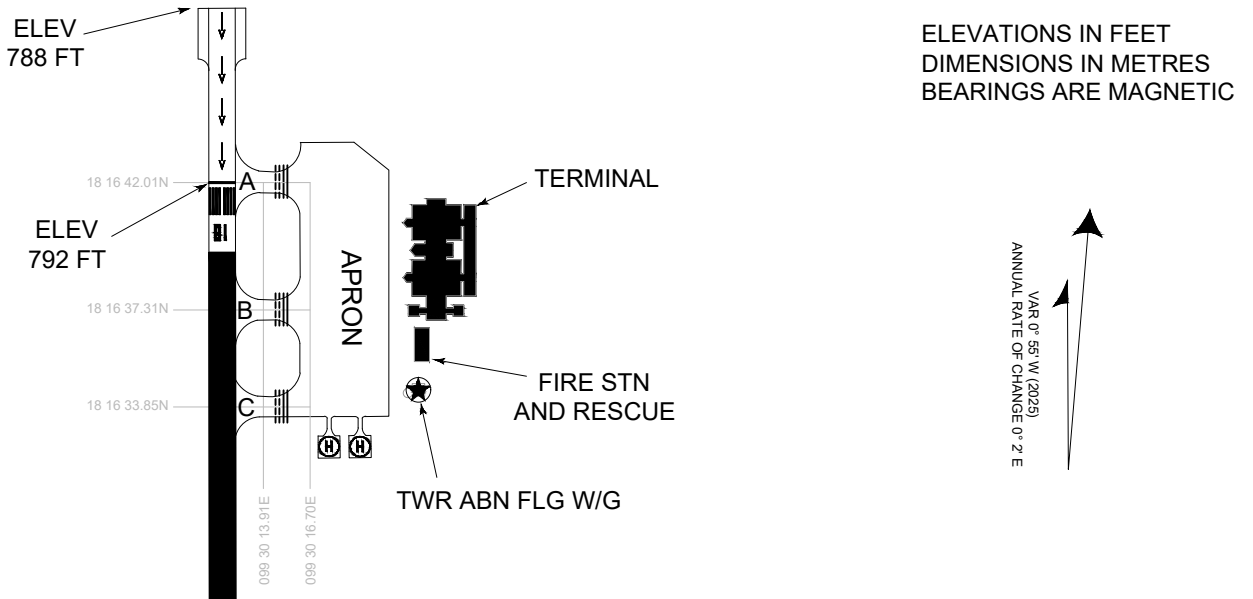 ELEV
788 FT
ELEVATIONS IN FEET
DIMENSIONS IN METRES
BEARINGS ARE MAGNETIC
18 16 42.01N
A
TERMINAL
ELEV
792 FT
APRON
VAR 0° 55' W (2025)
ANNUAL RATE OF CHANGE 0° 2' E
18 16 37.31N
B
FIRE STN
AND RESCUE
18 16 33.85N
C
H
H
TWR ABN FLG W/G
099 30 13.91E
099 30 16.70E